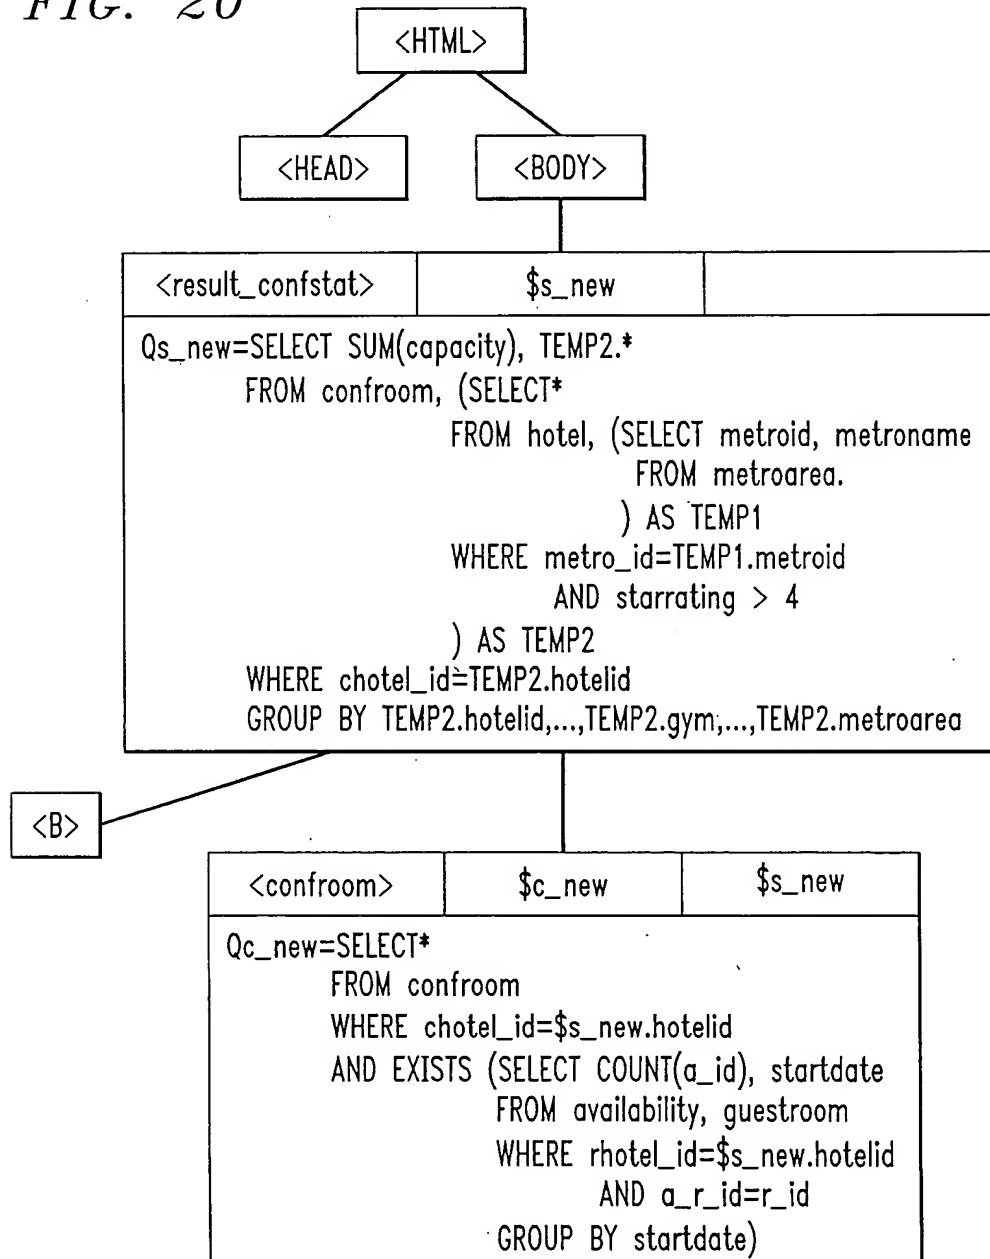 FIG. 20
<HTML>
<HEAD> <BODY>
<result_confstat> $s_new
Qs_new=SELECT SUM(capacity), TEMP2.*
FROM confroom, (SELECT*
FROM hotel, (SELECT metroid, metroname
FROM metroarea.
) AS TEMP1
WHERE metro_id=TEMP1.metroid
AND starrating > 4
) AS TEMP2
WHERE chotel_id=TEMP2.hotelid
GROUP BY TEMP2.hotelid,...,TEMP2.gym,...,TEMP2.metroarea
<B>
<confroom> $c_new $s_new
Qc_new=SELECT*
FROM confroom
WHERE chotel_id=$s_new.hotelid
AND EXISTS (SELECT COUNT(a_id), startdate
FROM availability, guestroom
WHERE rhotel_id=$s_new.hotelid
AND a_r_id=r_id
GROUP BY startdate)